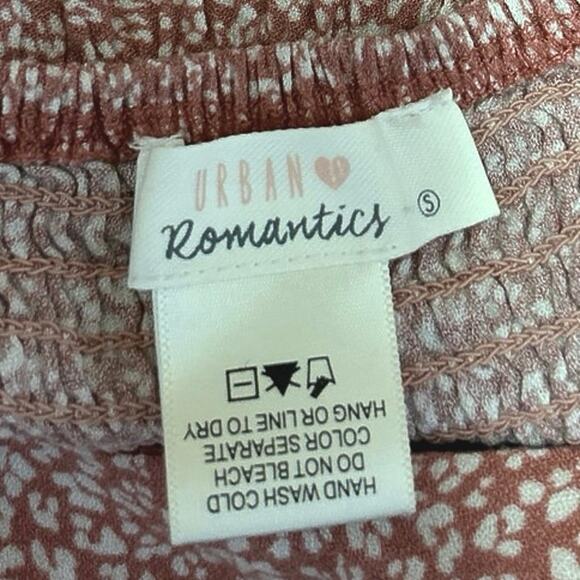 URBAN
Romantics
S
HAND WASH COLD
DO NOT BLEACH
COLOR SEPARATE
HANG OR LINE TO DRY